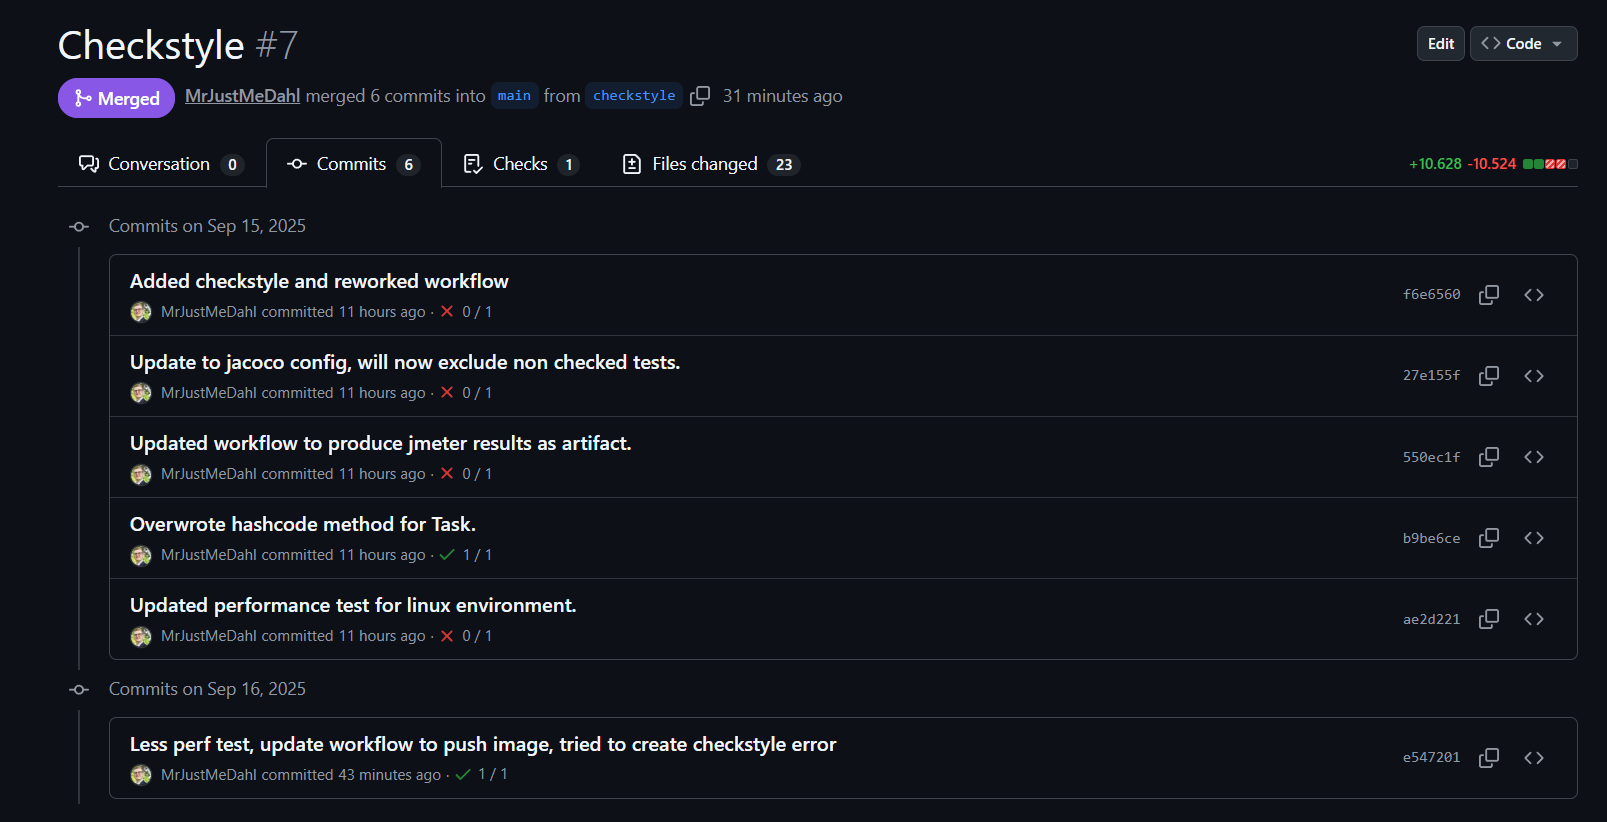 Checkstyle #7
Edit
Code
Merged
MrJustMeDahl merged 6 commits into main from checkstyle 31 minutes ago
Conversation 0
Commits 6
Checks 1
Files changed 23
+10.628 -10.524
Commits on Sep 15, 2025
Added checkstyle and reworked workflow
MrJustMeDahl committed 11 hours ago · 0 / 1
f6e6560
Update to jacoco config, will now exclude non checked tests.
MrJustMeDahl committed 11 hours ago · 0 / 1
27e155f
Updated workflow to produce jmeter results as artifact.
MrJustMeDahl committed 11 hours ago · 0 / 1
550ec1f
Overwrote hashcode method for Task.
MrJustMeDahl committed 11 hours ago · 1 / 1
b9be6ce
Updated performance test for linux environment.
MrJustMeDahl committed 11 hours ago · 0 / 1
ae2d221
Commits on Sep 16, 2025
Less perf test, update workflow to push image, tried to create checkstyle error
MrJustMeDahl committed 43 minutes ago · 1 / 1
e547201